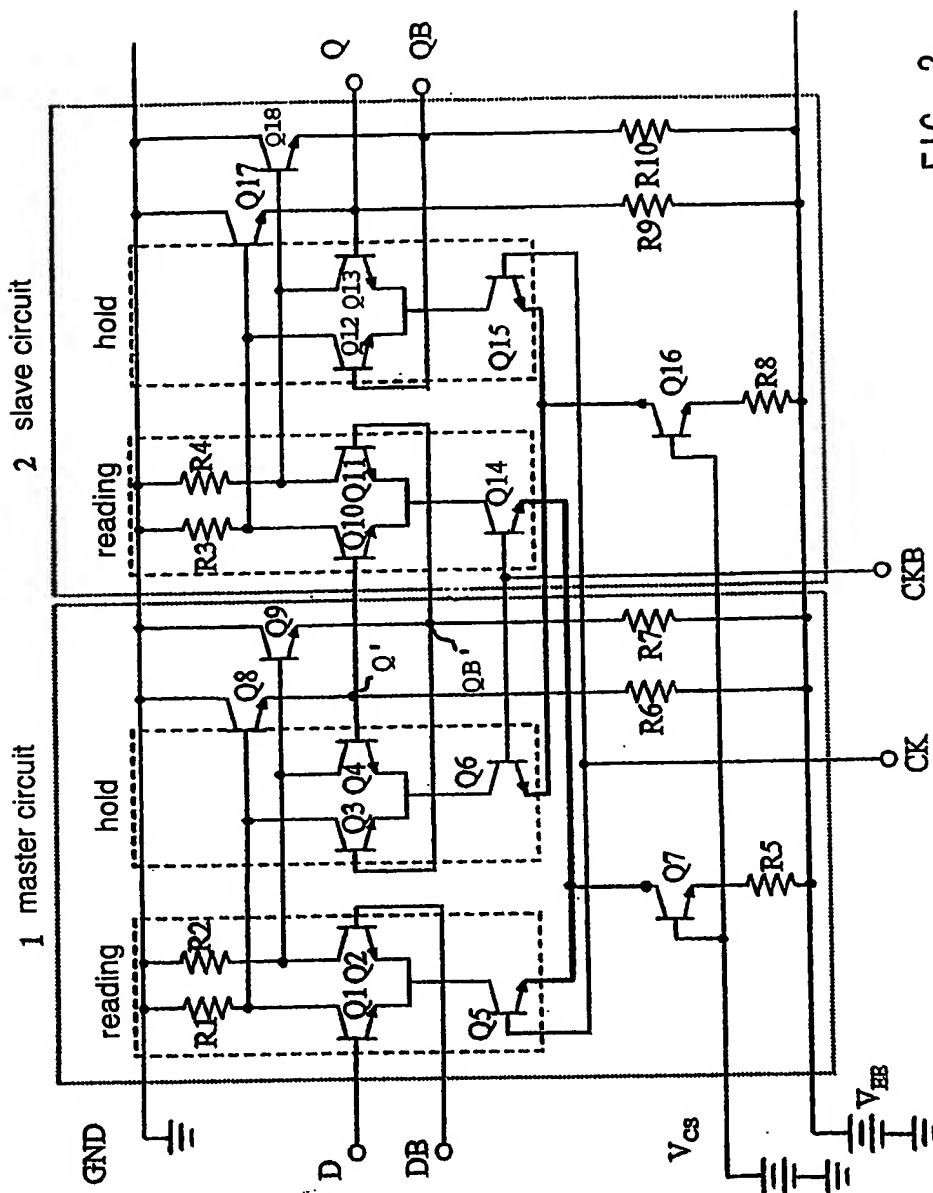 1 master circuit
2 slave circuit
reading
hold
reading
hold
GND
R1
R2
R3
R4
Q8
Q9
Q17
Q18
Q1
Q2
Q3
Q4
Q10
Q11
Q12
Q13
D
DB
Q'
QB'
Q
QB
Q5
Q6
Q14
Q15
Q7
Q16
R5
R6
R7
R8
R9
R10
VCS
VEE
CK
CKB